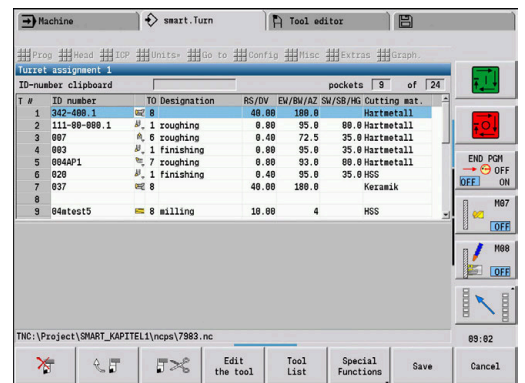 Machine smart.Turn Tool editor
Prog Head ICP Units Go to Config Misc Extras Graph.
Turret assignment 1
ID-number clipboard pockets 9 of 24
T # ID number TO Designation RS/DV EW/BW/AZ SW/SB/HG Cutting mat.
1 342-400.1 8 40.00 180.0 Hartmetall
2 111-80-080.1 1 roughing 0.80 95.0 80.0 Hartmetall
3 007 1 roughing 0.40 72.5 35.0 Hartmetall
4 003 1 finishing 0.80 95.0 35.0 Hartmetall
5 004AP1 7 roughing 0.80 93.0 80.0 Hartmetall
6 020 1 finishing 0.40 95.0 35.0 HSS
7 037 8 40.00 180.0 Keramik
8
9 04mtest5 8 milling 10.00 4 HSS
TNC:\Project\SMART_KAPITEL1\ncps\7983.nc
END PGM
OFF
OFF ON
M07
OFF
M08
OFF
09:02
Edit the tool
Tool List
Special Functions
Save
Cancel